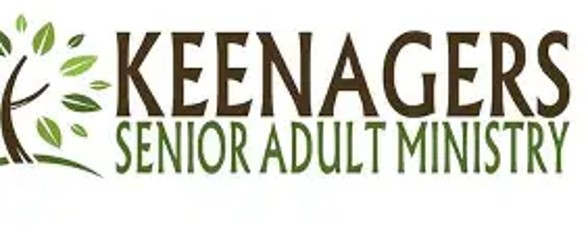 KEENAGERS
SENIOR ADULT MINISTRY